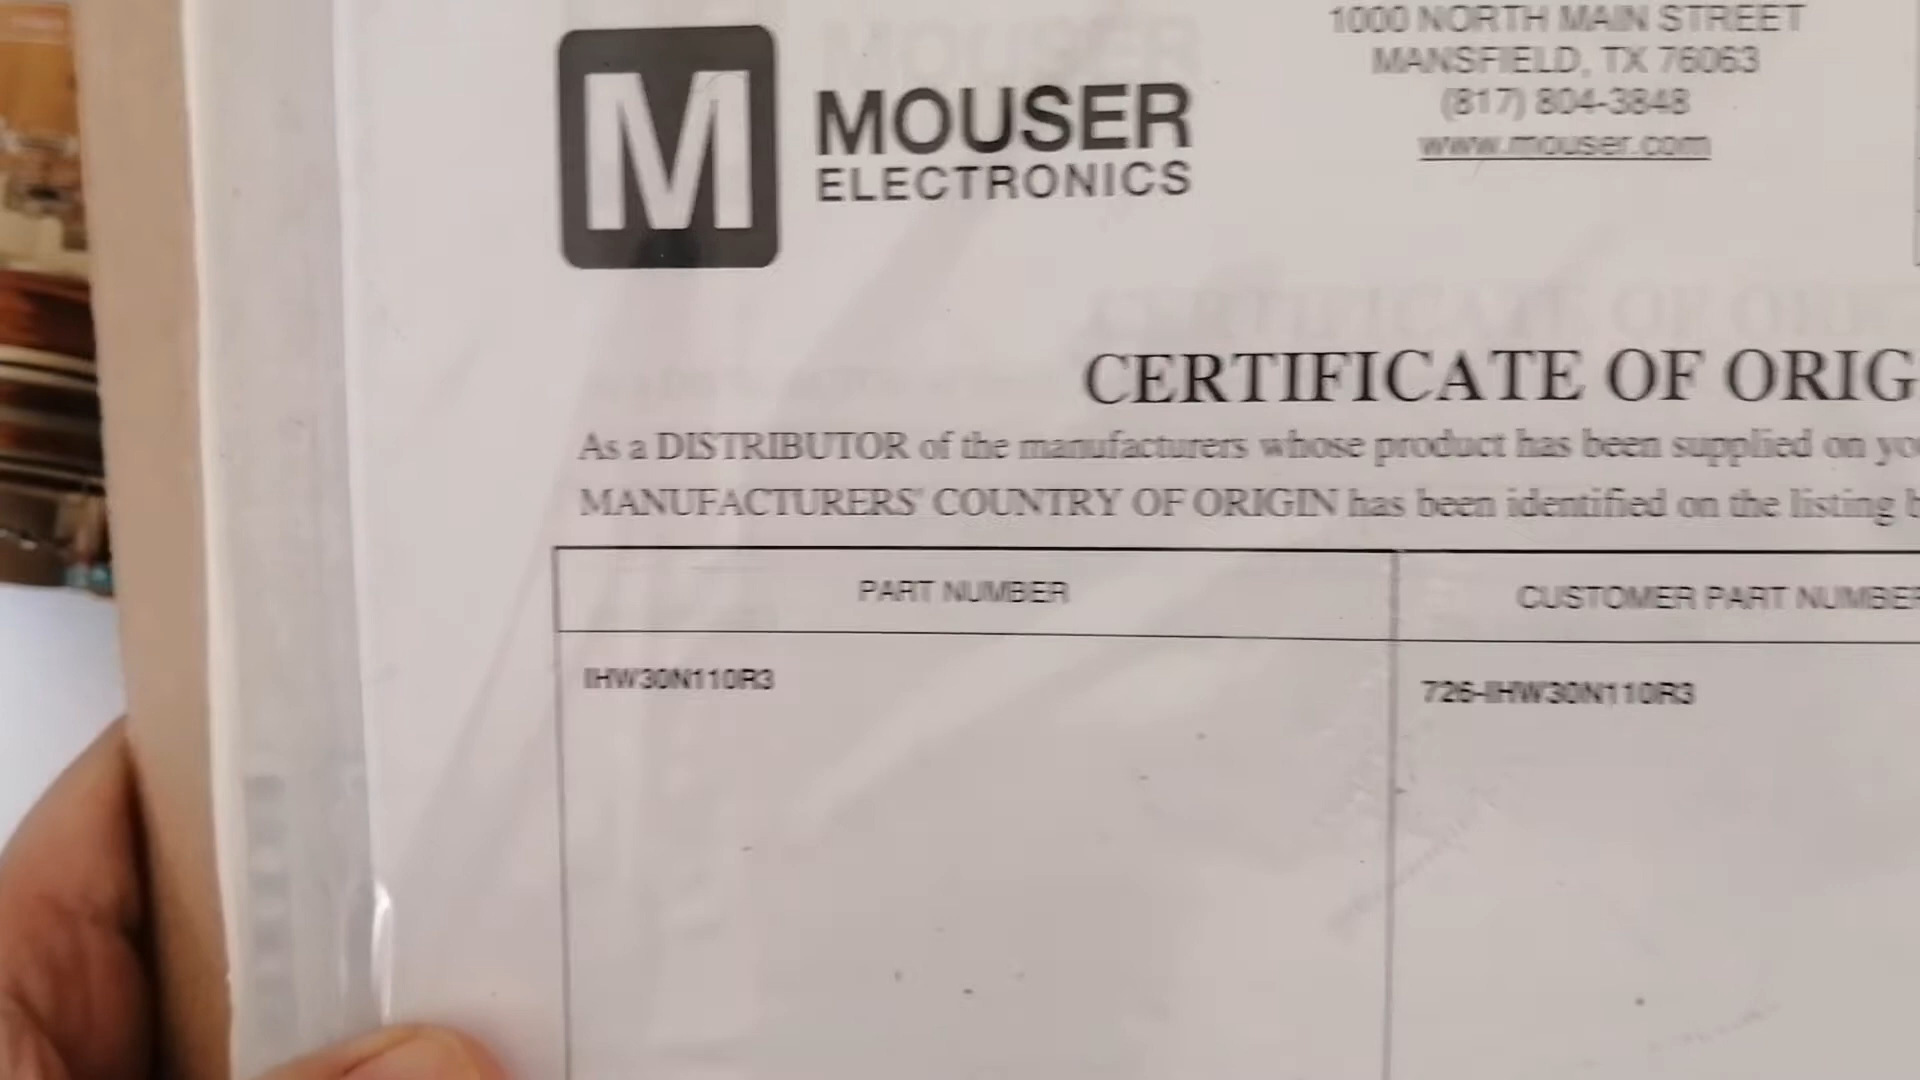 M
MOUSER
ELECTRONICS
1000 NORTH MAIN STREET
MANSFIELD, TX 76063
(817) 804-3848
www.mouser.com
CERTIFICATE OF ORIG
As a DISTRIBUTOR of the manufacturers whose product has been supplied on yo
MANUFACTURERS' COUNTRY OF ORIGIN has been identified on the listing b
PART NUMBER
CUSTOMER PART NUMBER
IHW30N110R3
726-IHW30N110R3